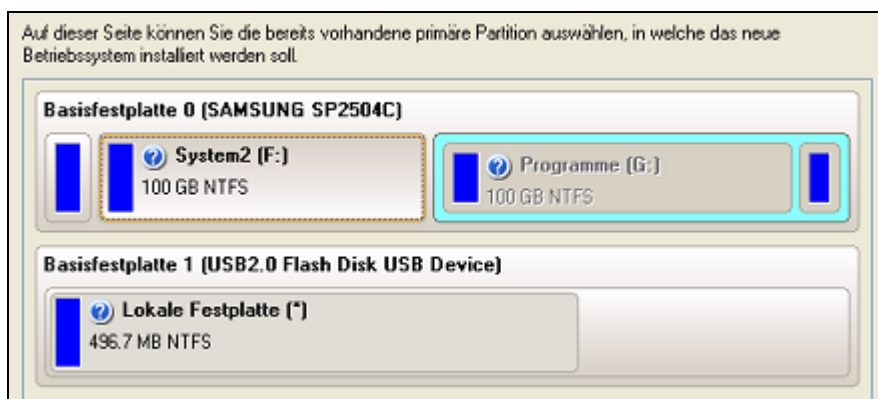 Auf dieser Seite können Sie die bereits vorhandene primäre Partition auswählen, in welche das neue
Betriebssystem installiert werden soll.
Basisfestplatte 0 (SAMSUNG SP2504C)
System2 (F:)
100 GB NTFS
Programme (G:)
100 GB NTFS
Basisfestplatte 1 (USB2.0 Flash Disk USB Device)
Lokale Festplatte (*)
496.7 MB NTFS